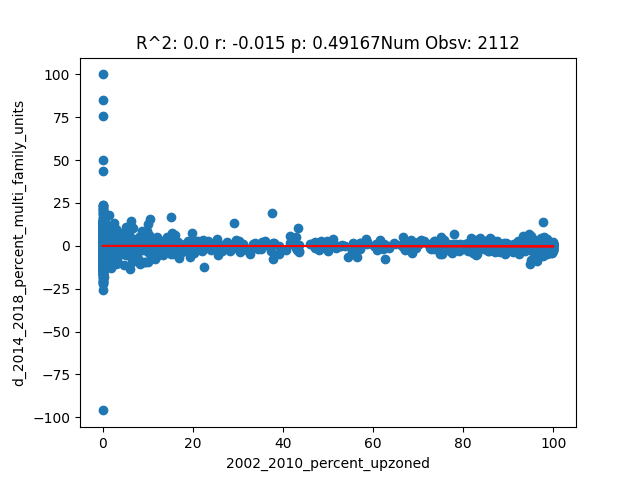 R^2: 0.0 r: -0.015 p: 0.49167Num Obsv: 2112
100
75
50
25
0
−25
−50
−75
−100
d_2014_2018_percent_multi_family_units
0 20 40 60 80 100
2002_2010_percent_upzoned